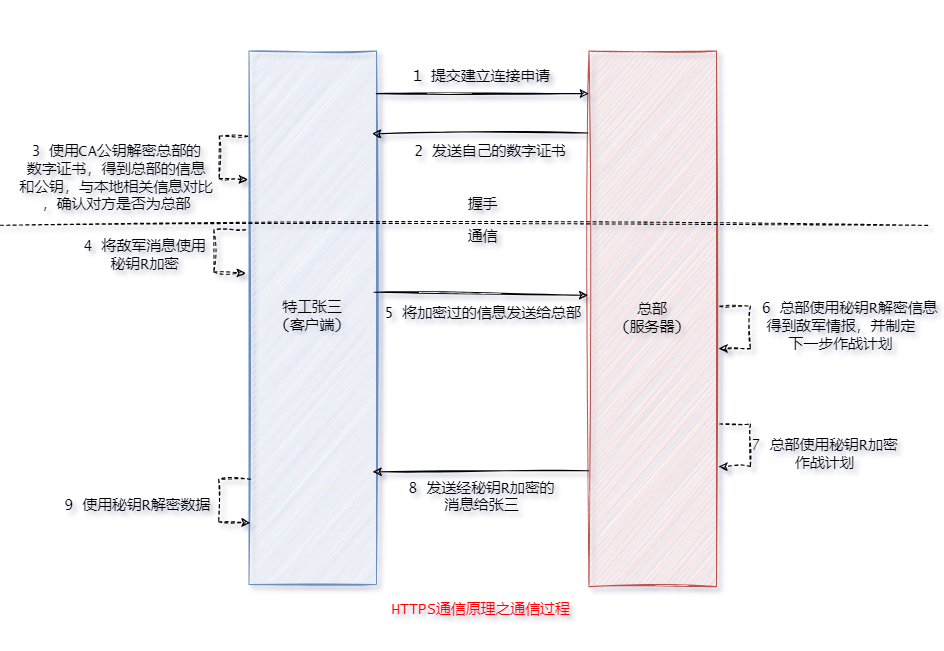 1 提交建立连接申请
2 发送自己的数字证书
3 使用CA公钥解密总部的
数字证书，得到总部的信息
和公钥，与本地相关信息对比
，确认对方是否为总部
握手
通信
4 将敌军消息使用
秘钥R加密
特工张三
（客户端）
5 将加密过的信息发送给总部
总部
（服务器）
6 总部使用秘钥R解密信息
得到敌军情报，并制定
下一步作战计划
7 总部使用秘钥R加密
作战计划
8 发送经秘钥R加密的
消息给张三
9 使用秘钥R解密数据
HTTPS通信原理之通信过程